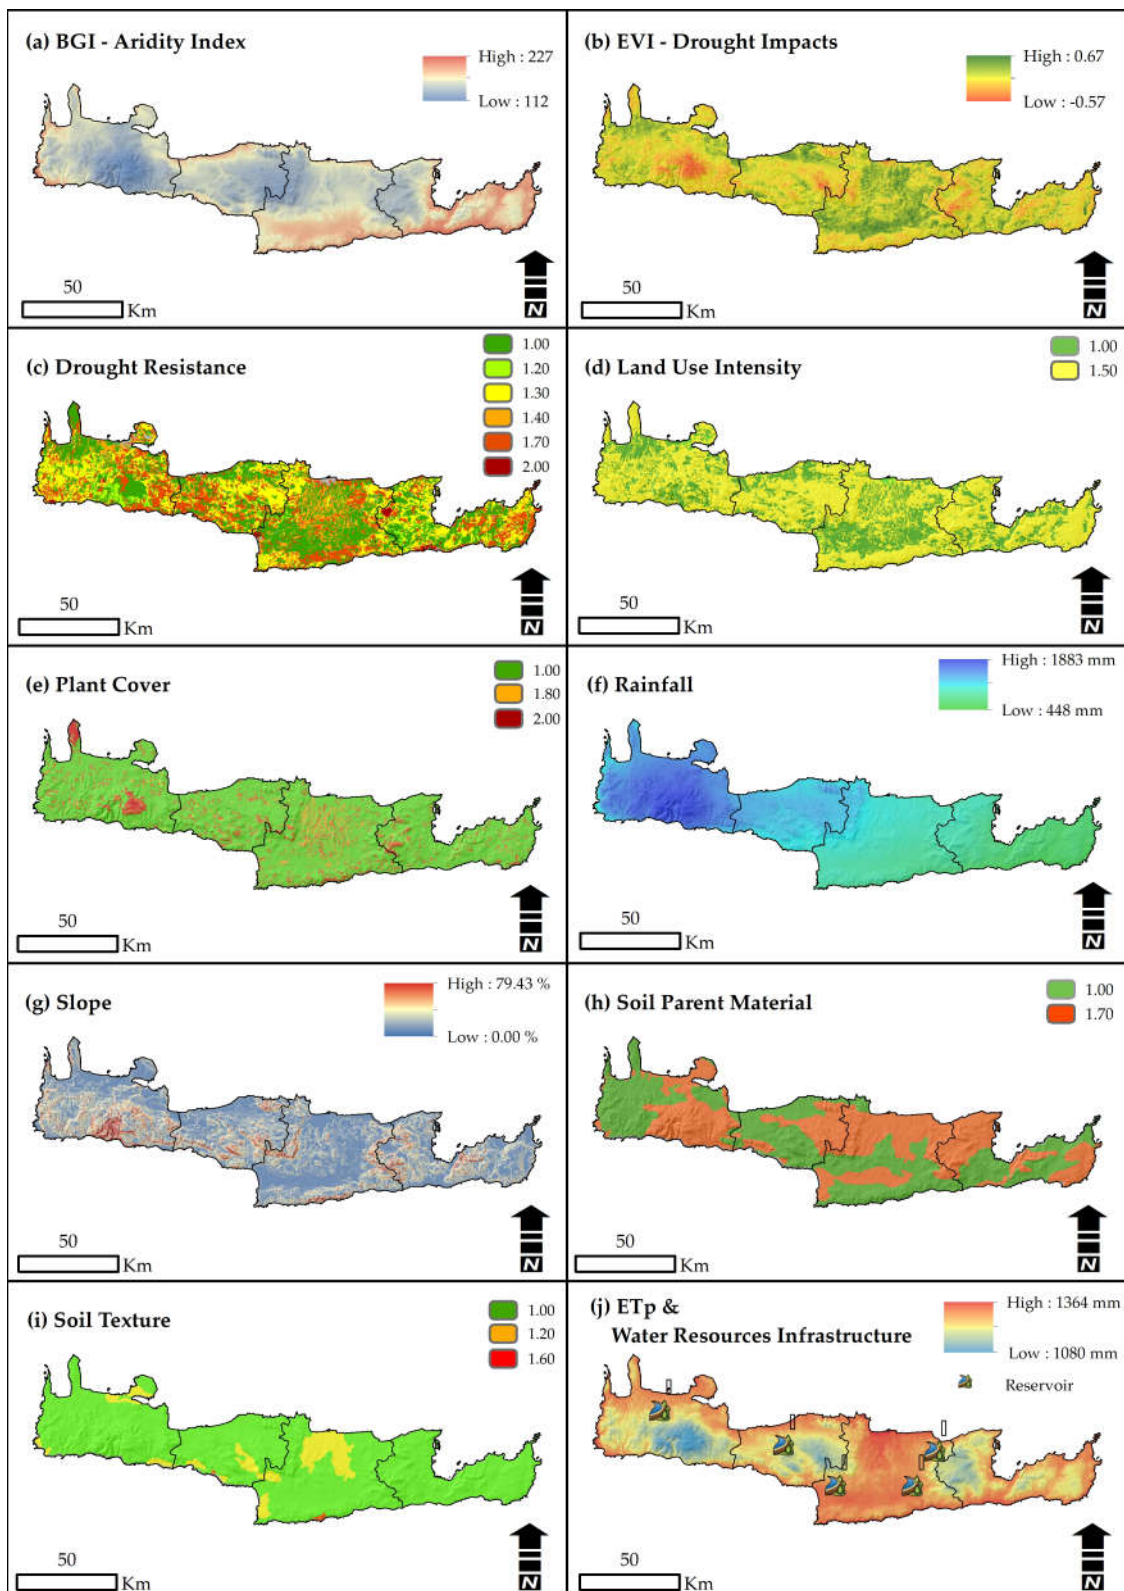 (a) BGI - Aridity Index
High : 227
Low : 112
50
Km
N
(b) EVI - Drought Impacts
High : 0.67
Low : -0.57
50
Km
N
(c) Drought Resistance
1.00
1.20
1.30
1.40
1.70
2.00
50
Km
N
(d) Land Use Intensity
1.00
1.50
50
Km
N
(e) Plant Cover
1.00
1.80
2.00
50
Km
N
(f) Rainfall
High : 1883 mm
Low : 448 mm
50
Km
N
(g) Slope
High : 79.43 %
Low : 0.00 %
50
Km
N
(h) Soil Parent Material
1.00
1.70
50
Km
N
(i) Soil Texture
1.00
1.20
1.60
50
Km
N
(j) ETp &
Water Resources Infrastructure
High : 1364 mm
Low : 1080 mm
Reservoir
50
Km
N